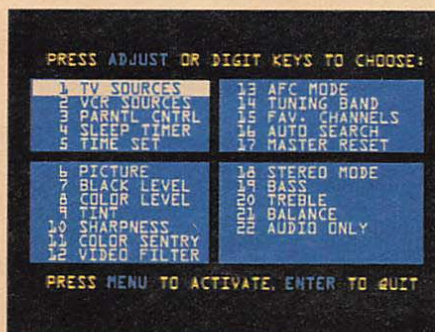 PRESS ADJUST OR DIGIT KEYS TO CHOOSE:
1 TV SOURCES
2 VCR SOURCES
3 PARNTL CNTRL
4 SLEEP TIMER
5 TIME SET
13 AFC MODE
14 TUNING BAND
15 FAV. CHANNELS
16 AUTO SEARCH
17 MASTER RESET
6 PICTURE
7 BLACK LEVEL
8 COLOR LEVEL
9 TINT
10 SHARPNESS
11 COLOR SENTRY
12 VIDEO FILTER
18 STEREO MODE
19 BASS
20 TREBLE
21 BALANCE
22 AUDIO ONLY
PRESS MENU TO ACTIVATE, ENTER TO QUIT